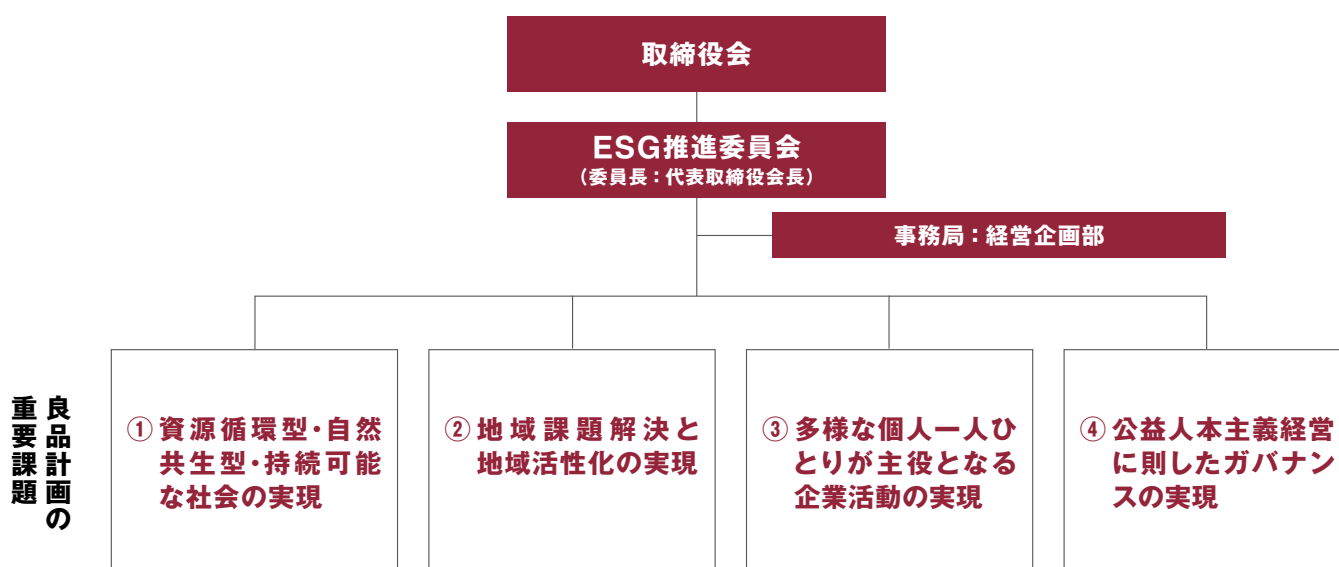 取締役会
ESG推進委員会
（委員長：代表取締役会長）
事務局：経営企画部
良品計画の
重要課題
①資源循環型・自然
共生型・持続可能
な社会の実現
②地域課題解決と
地域活性化の実現
③多様な個人一人ひ
とりが主役となる
企業活動の実現
④公益人本主義経営
に則したガバナン
スの実現